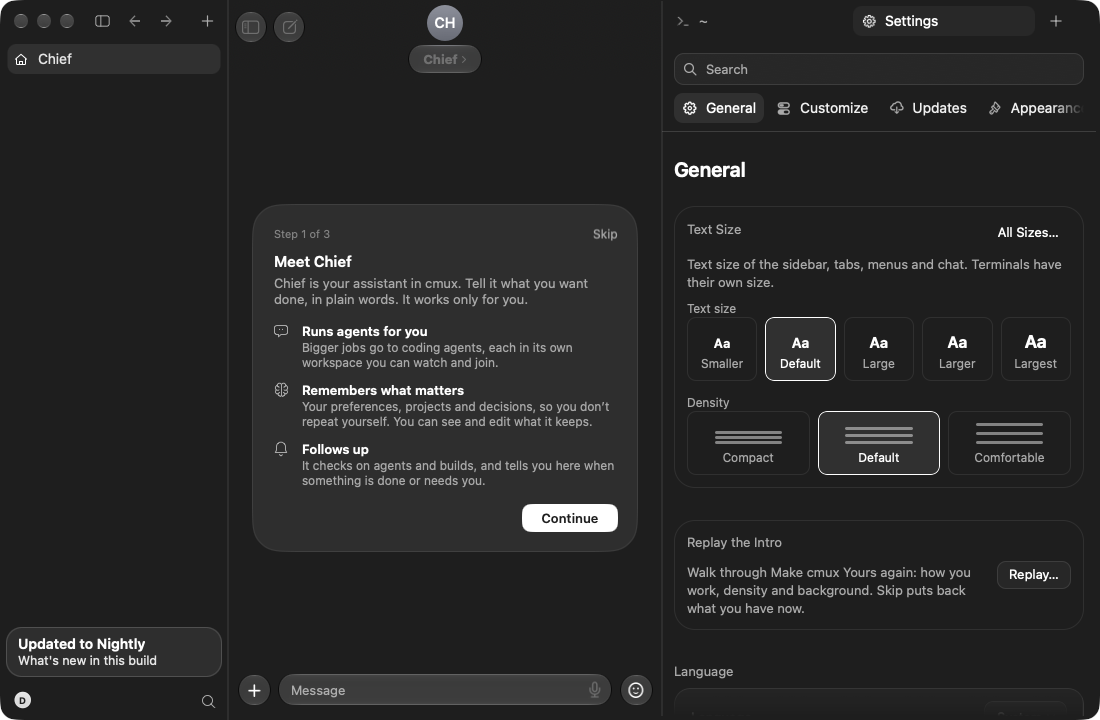 Chief
Updated to Nightly
What's new in this build
D
CH
Chief
Step 1 of 3
Skip
Meet Chief
Chief is your assistant in cmux. Tell it what you want
done, in plain words. It works only for you.
Runs agents for you
Bigger jobs go to coding agents, each in its own
workspace you can watch and join.
Remembers what matters
Your preferences, projects and decisions, so you don't
repeat yourself. You can see and edit what it keeps.
Follows up
It checks on agents and builds, and tells you here when
something is done or needs you.
Continue
Message
~
Settings
Search
General
Customize
Updates
Appearanc
General
Text Size
All Sizes...
Text size of the sidebar, tabs, menus and chat. Terminals have
their own size.
Text size
Aa Aa Aa Aa Aa
Smaller Default Large Larger Largest
Density
Compact Default Comfortable
Replay the Intro
Walk through Make cmux Yours again: how you
work, density and background. Skip puts back
what you have now.
Replay...
Language